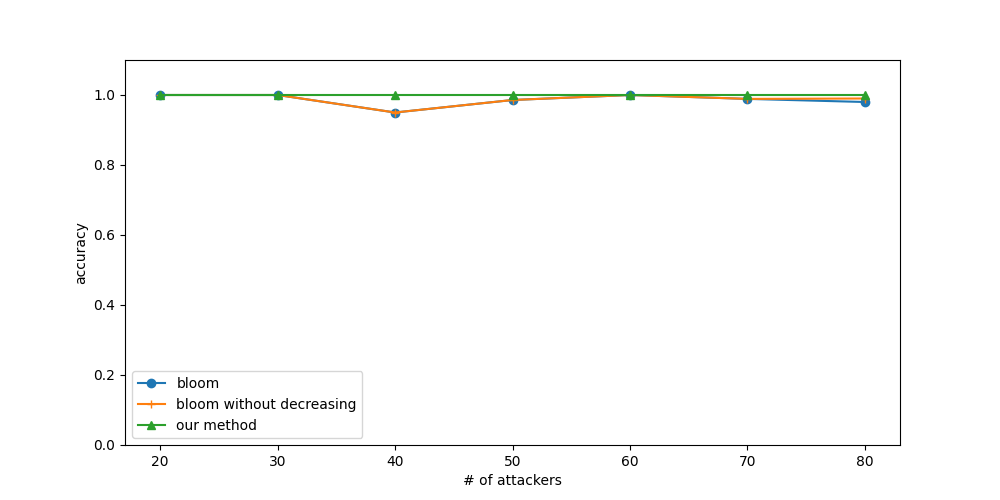 1.0
0.8
0.6
0.4
0.2
0.0
accuracy
bloom
bloom without decreasing
our method
20 30 40 50 60 70 80
# of attackers